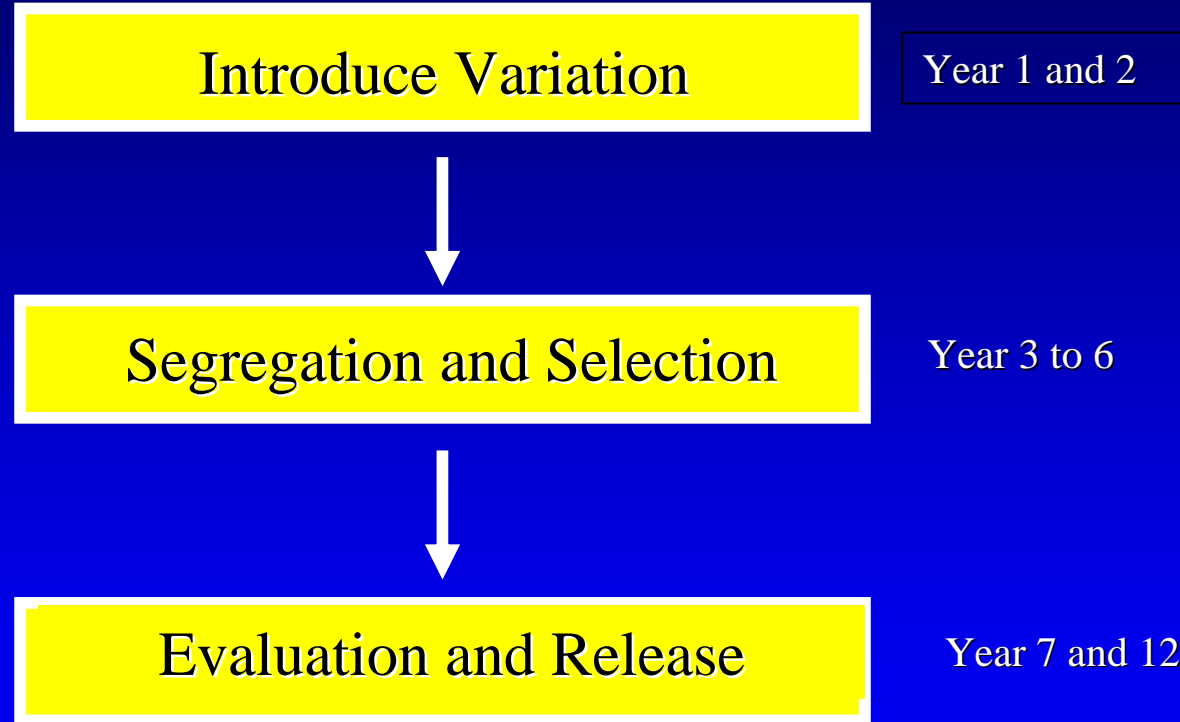 Introduce Variation
Year 1 and 2
Segregation and Selection
Year 3 to 6
Evaluation and Release
Year 7 and 12